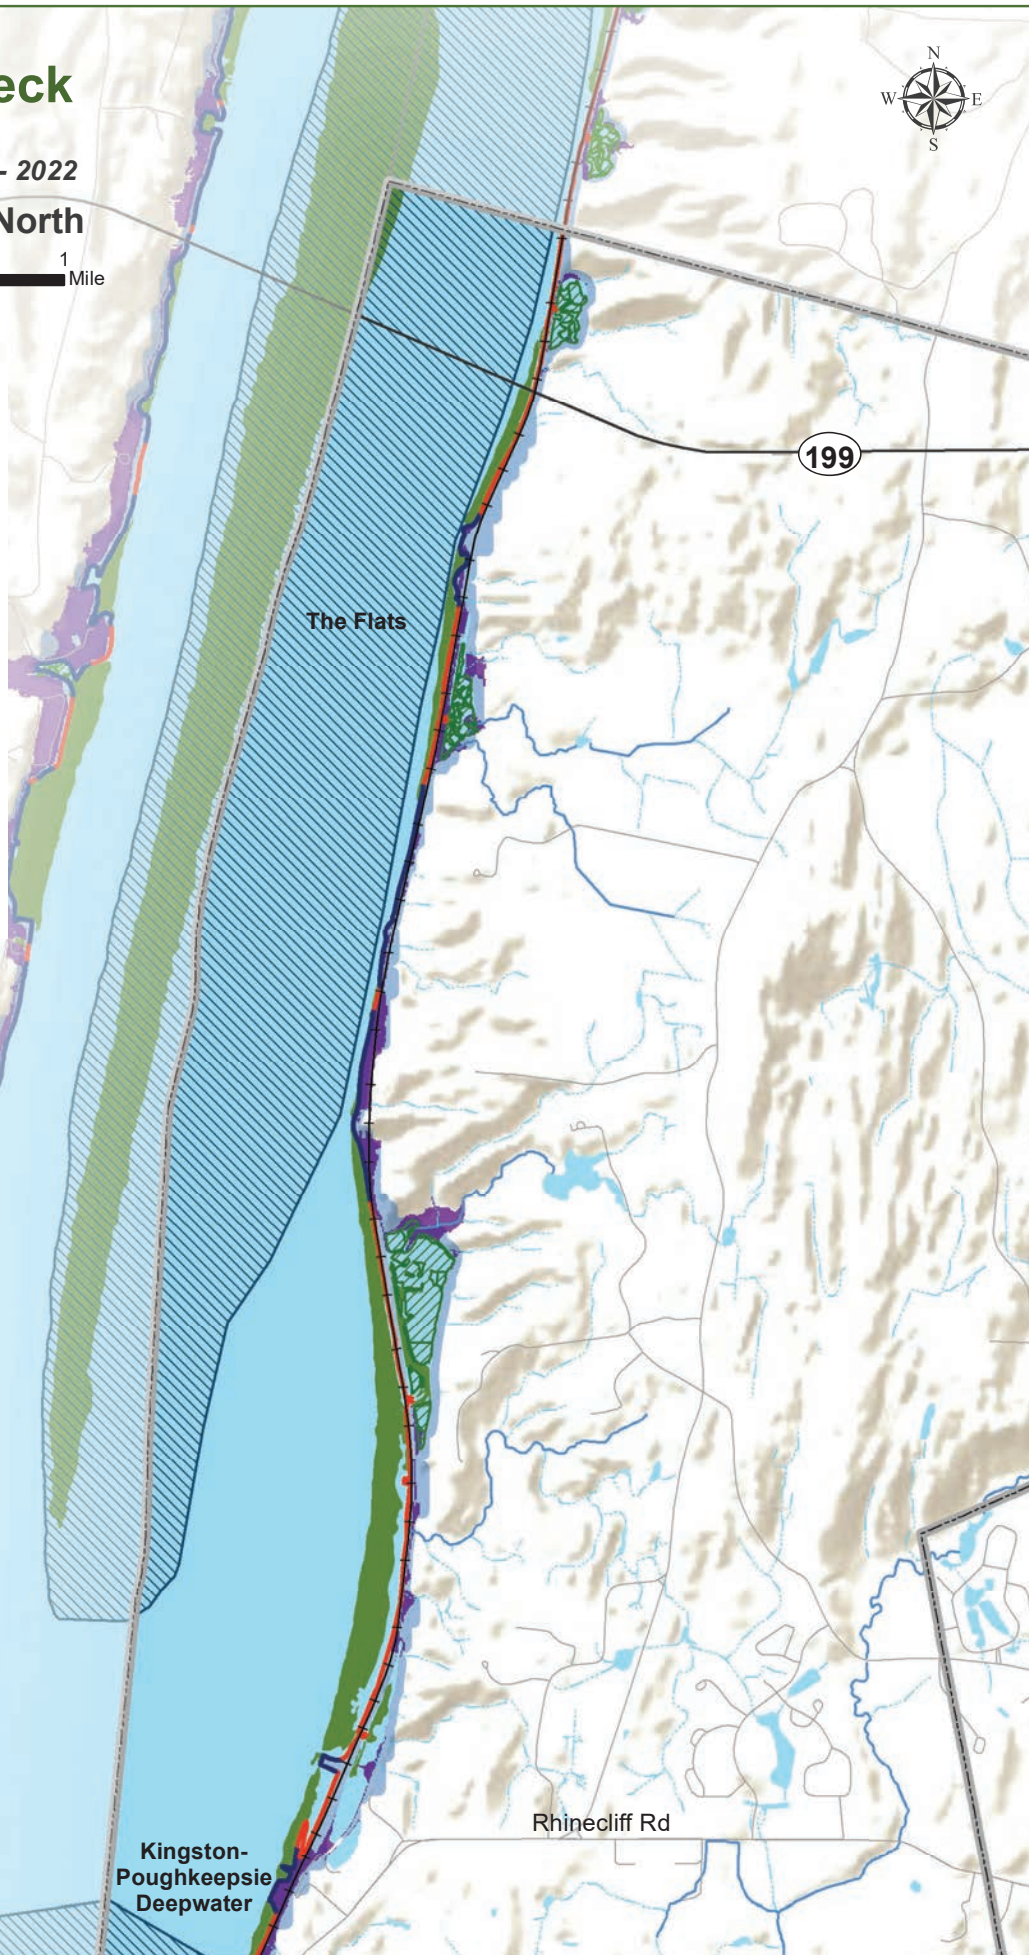 eck
- 2022
North
1
Mile
N
W E
S
199
The Flats
Rhinecliff Rd
Kingston-
Poughkeepsie
Deepwater